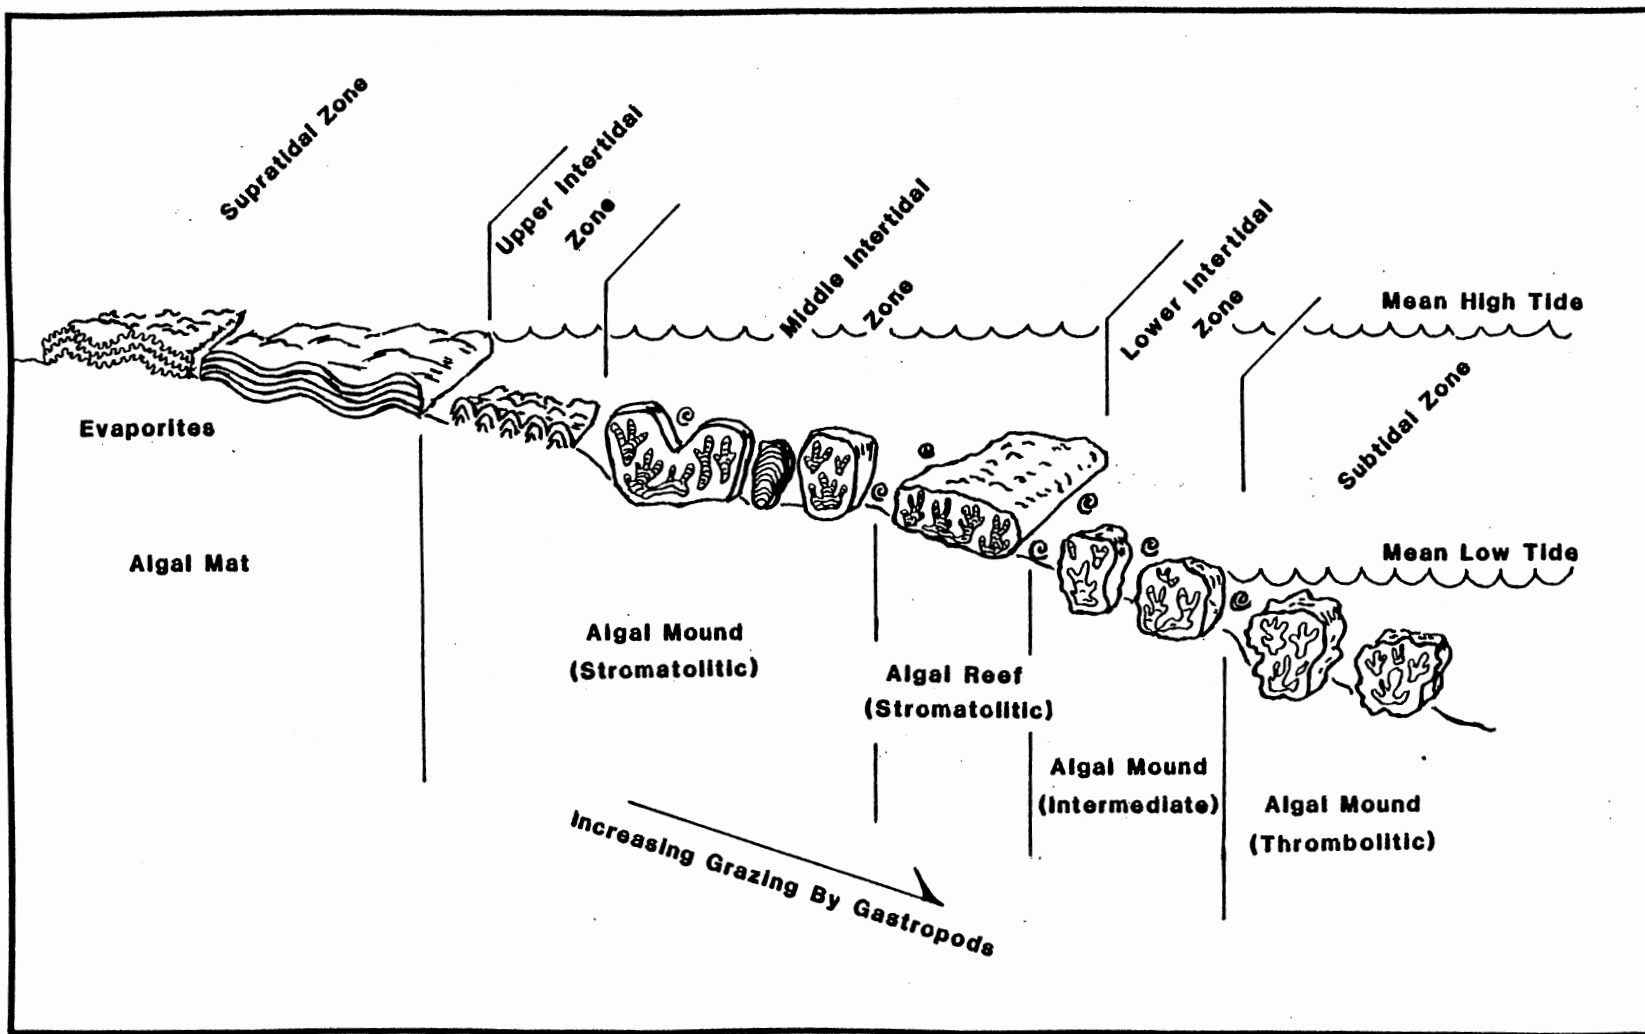 Supratidal Zone
Upper Intertidal
Zone
Middle Intertidal
Zone
Lower Intertidal
Zone
Mean High Tide
Subtidal Zone
Evaporites
Mean Low Tide
Algal Mat
Algal Mound
(Stromatolitic)
Algal Reef
(Stromatolitic)
Algal Mound
(Intermediate)
Algal Mound
(Thrombolitic)
Increasing Grazing By Gastropods